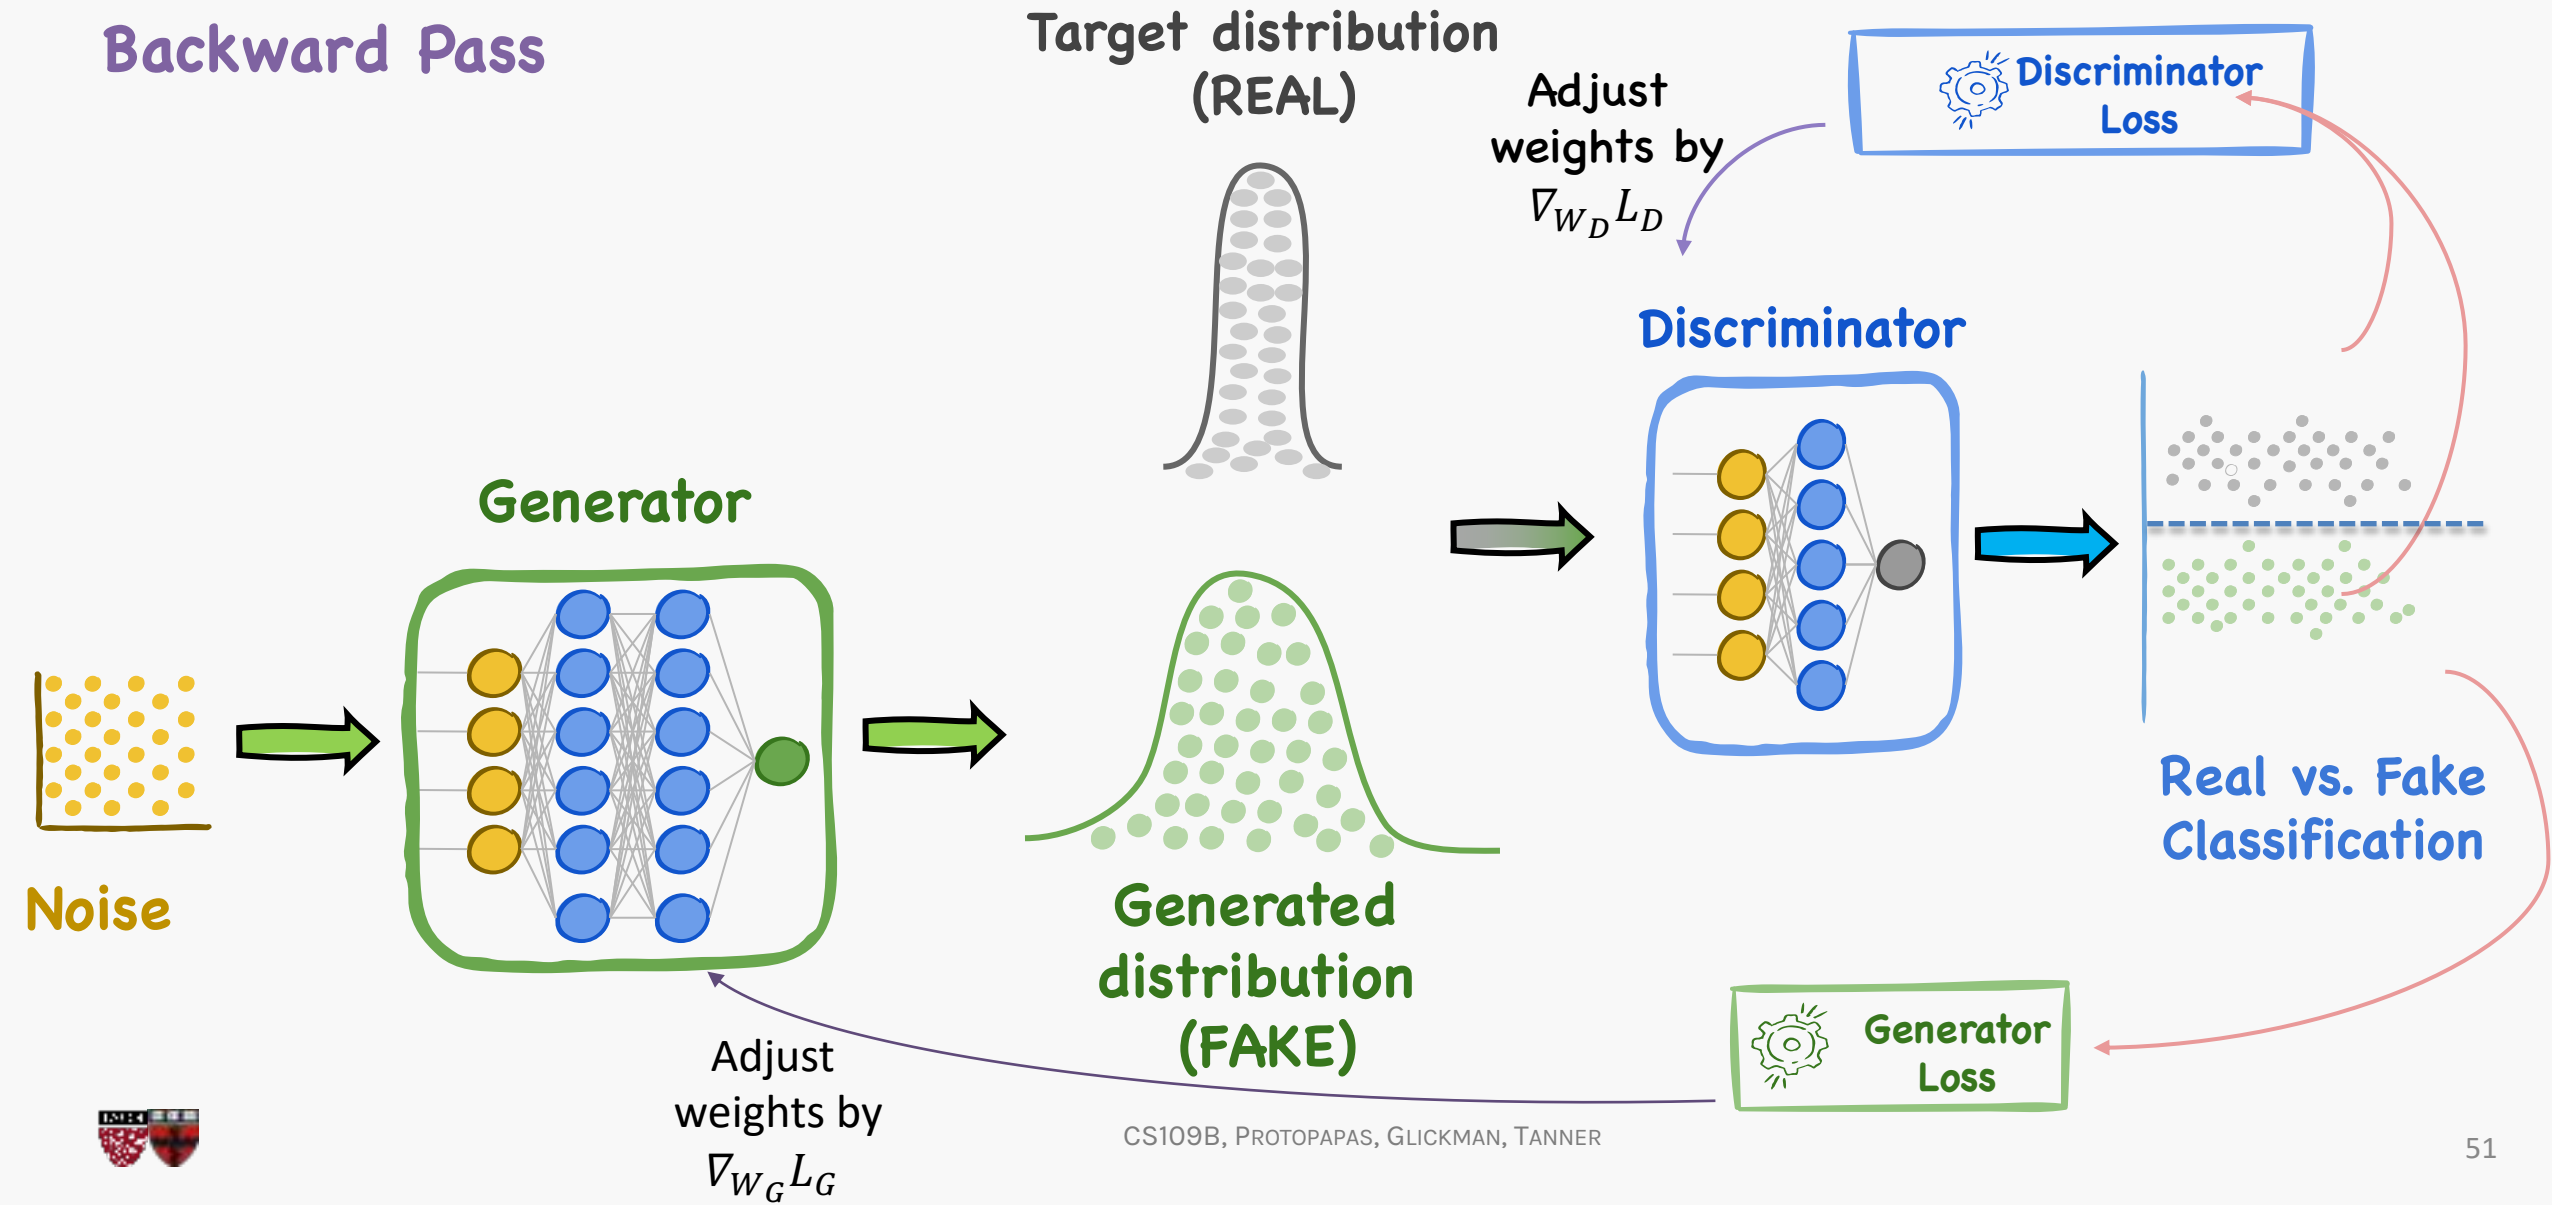 Backward Pass
Target distribution
(REAL)
Adjust
weights by
∇_{W_D} L_D
Discriminator
Loss
Discriminator
Generator
Noise
Generated
distribution
(FAKE)
Real vs. Fake
Classification
Generator
Loss
Adjust
weights by
∇_{W_G} L_G
CS109B, PROTOPAPAS, GLICKMAN, TANNER
51